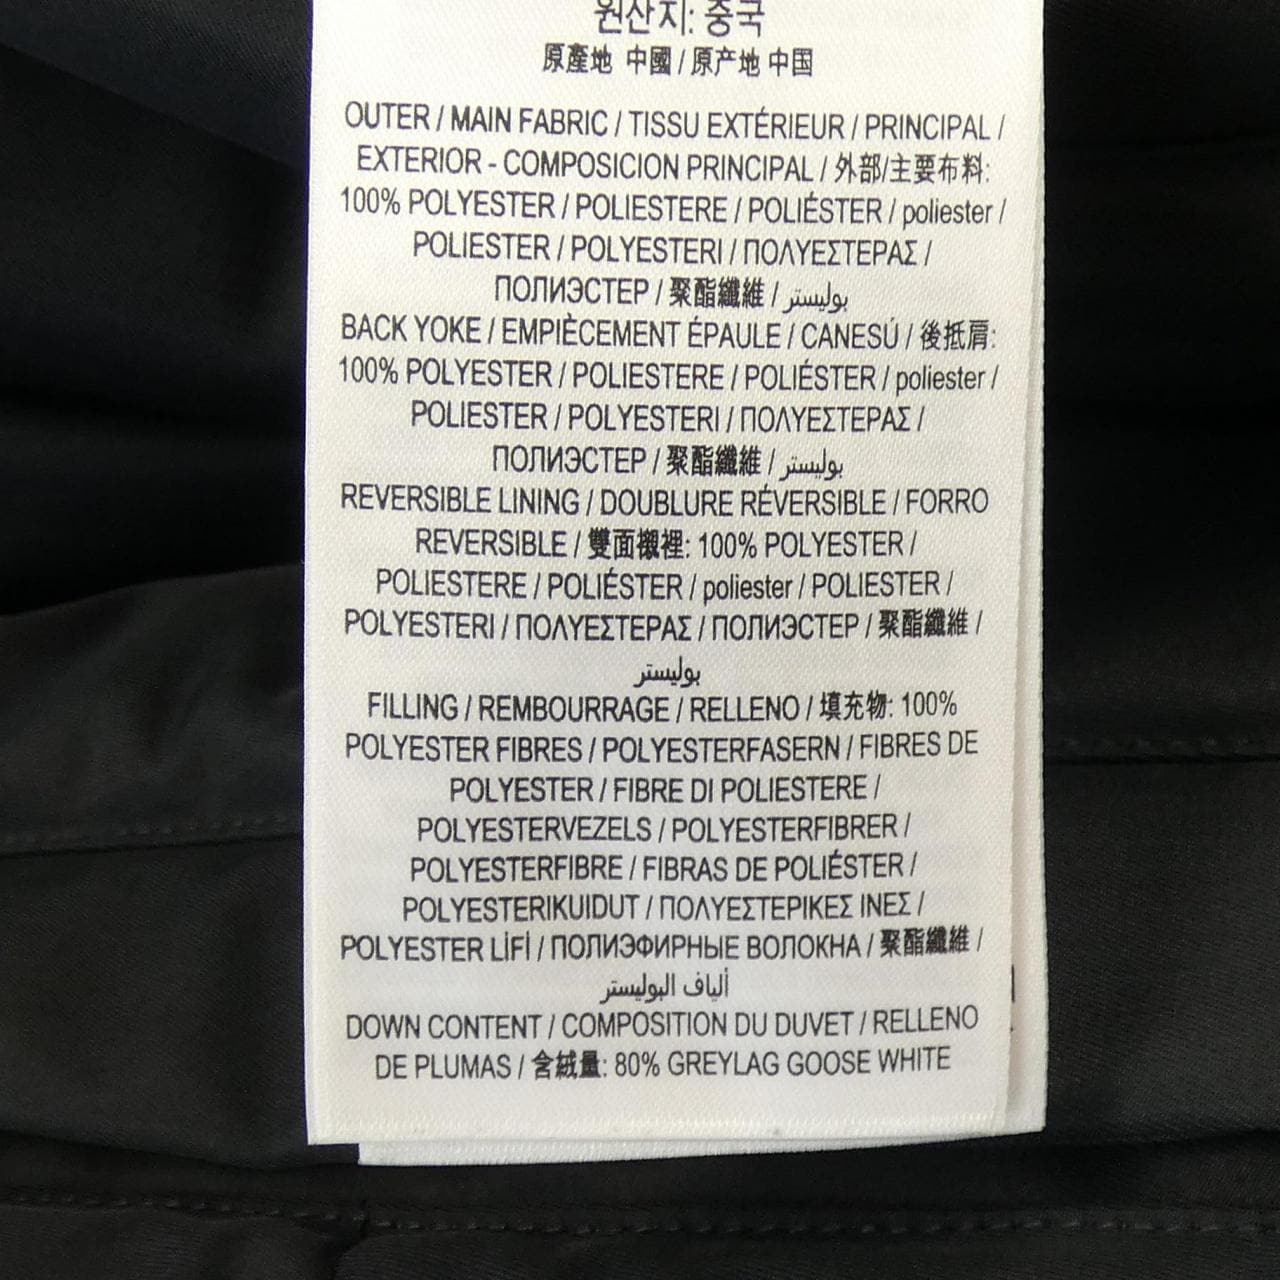 원산지: 중국
原產地 中國 / 原产地 中国
OUTER / MAIN FABRIC / TISSU EXTÉRIEUR / PRINCIPAL /
EXTERIOR - COMPOSICION PRINCIPAL / 外部/主要布料:
100% POLYESTER / POLIESTERE / POLIÉSTER / poliester /
POLIESTER / POLYESTERI / ΠΟΛΥΕΣΤΕΡΑΣ /
ПОЛИЭСТЕР / 聚酯纖維 / بوليستر
BACK YOKE / EMPIÈCEMENT ÉPAULE / CANESÚ / 後抵肩:
100% POLYESTER / POLIESTERE / POLIÉSTER / poliester /
POLIESTER / POLYESTERI / ΠΟΛΥΕΣΤΕΡΑΣ /
ПОЛИЭСТЕР / 聚酯纖維 / بوليستر
REVERSIBLE LINING / DOUBLURE RÉVERSIBLE / FORRO
REVERSIBLE / 雙面襯裡: 100% POLYESTER /
POLIESTERE / POLIÉSTER / poliester / POLIESTER /
POLYESTERI / ΠΟΛΥΕΣΤΕΡΑΣ / ПОЛИЭСТЕР / 聚酯纖維 /
بوليستر
FILLING / REMBOURRAGE / RELLENO / 填充物: 100%
POLYESTER FIBRES / POLYESTERFASERN / FIBRES DE
POLYESTER / FIBRE DI POLIESTERE /
POLYESTERVEZELS / POLYESTERFIBRER /
POLYESTERFIBRE / FIBRAS DE POLIÉSTER /
POLYESTERIKUIDUT / ΠΟΛΥΕΣΤΕΡΙΚΕΣ ΙΝΕΣ /
POLYESTER LİFİ / ПОЛИЭФИРНЫЕ ВОЛОКНА / 聚酯纖維 /
ألياف البوليستر
DOWN CONTENT / COMPOSITION DU DUVET / RELLENO
DE PLUMAS / 含絨量: 80% GREYLAG GOOSE WHITE